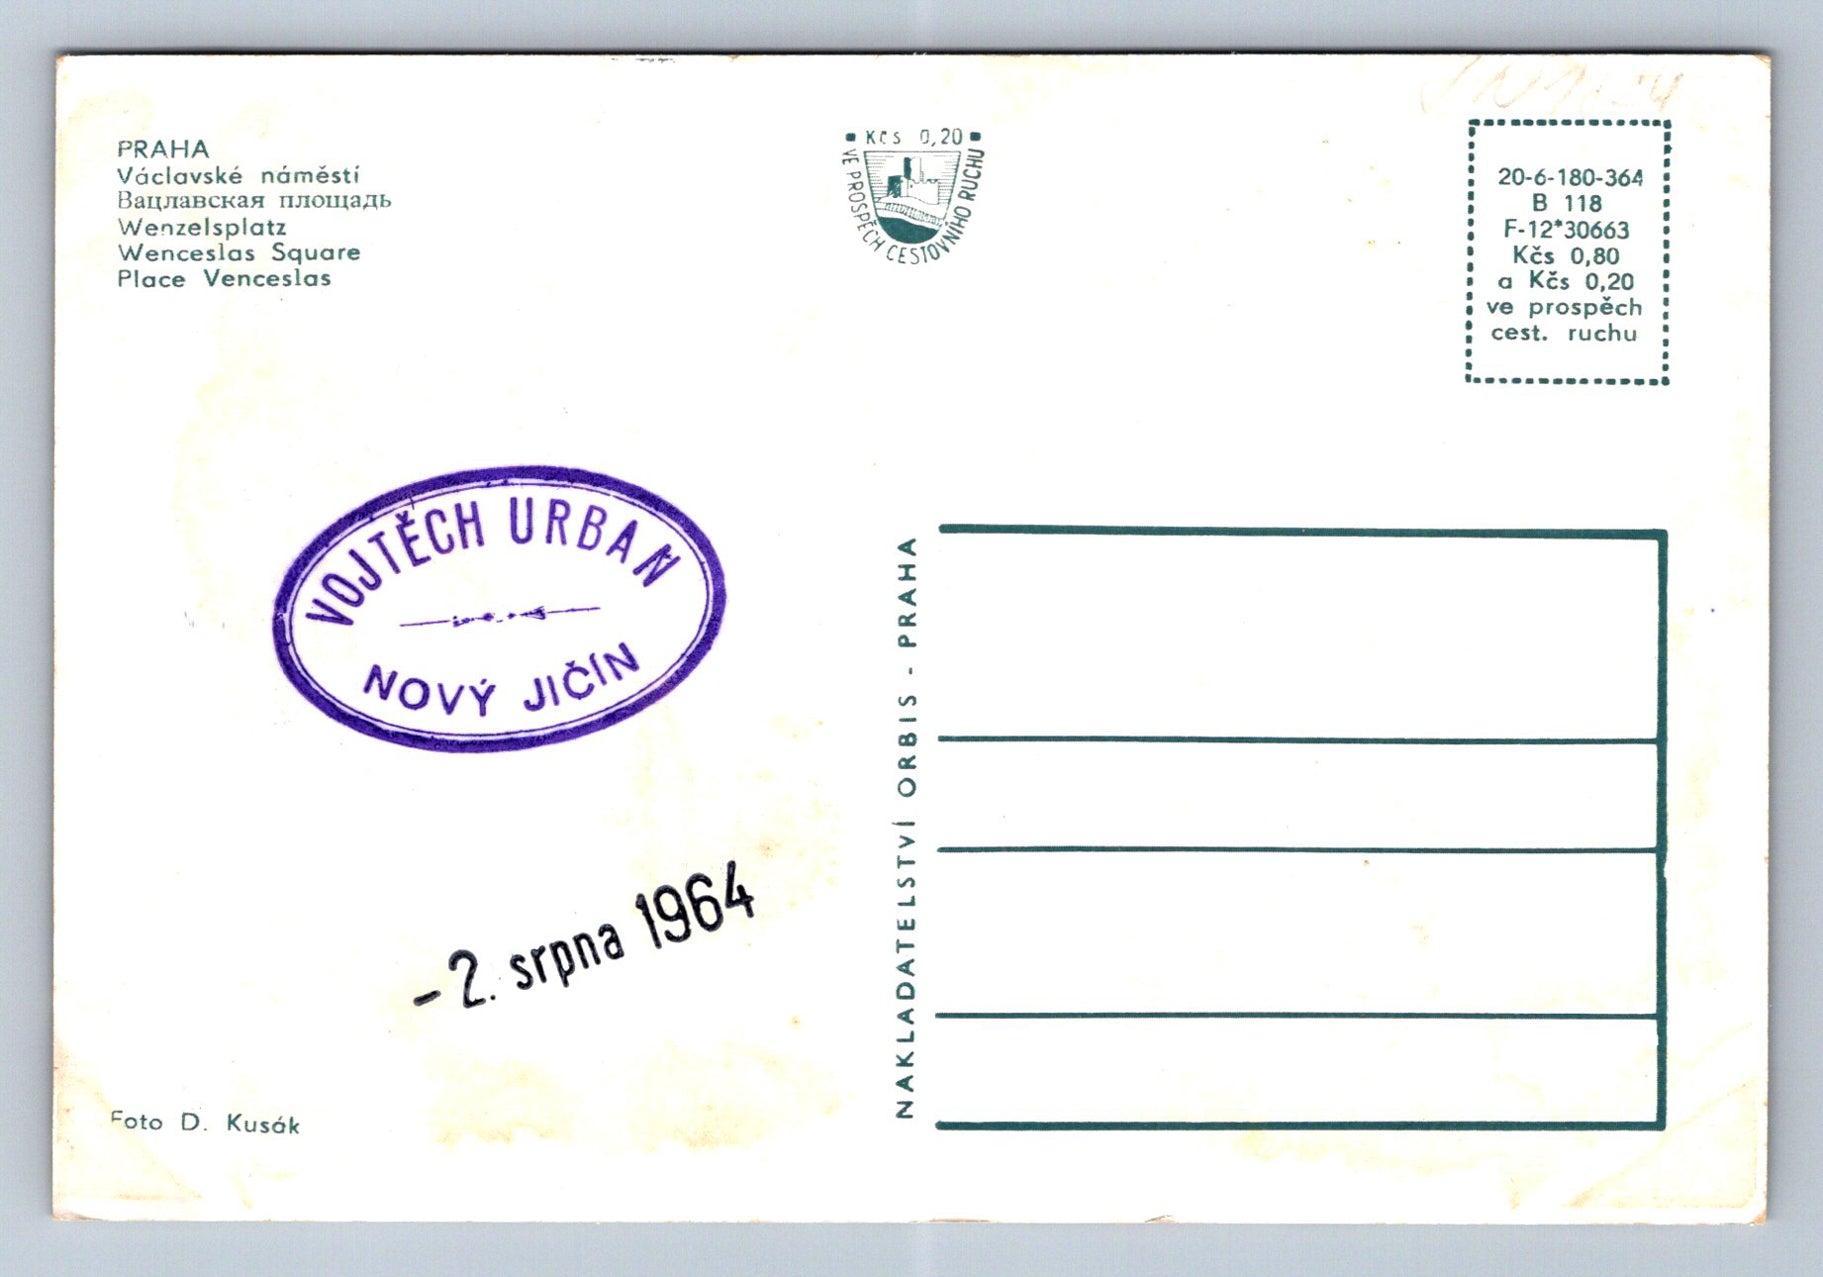 PRAHA
Václavské náměstí
Вацлавская площадь
Wenzelsplatz
Wenceslas Square
Place Venceslas
Kčs 0,20
VE PROSPĚCH CESTOVNÍHO RUCHU
20-6-180-364
B 118
F-12*30663
Kčs 0,80
a Kčs 0,20
ve prospěch
cest. ruchu
VOJTĚCH URBAN
NOVÝ JIČÍN
NAKLADATELSTVÍ ORBIS - PRAHA
-2. srpna 1964
Foto D. Kusák